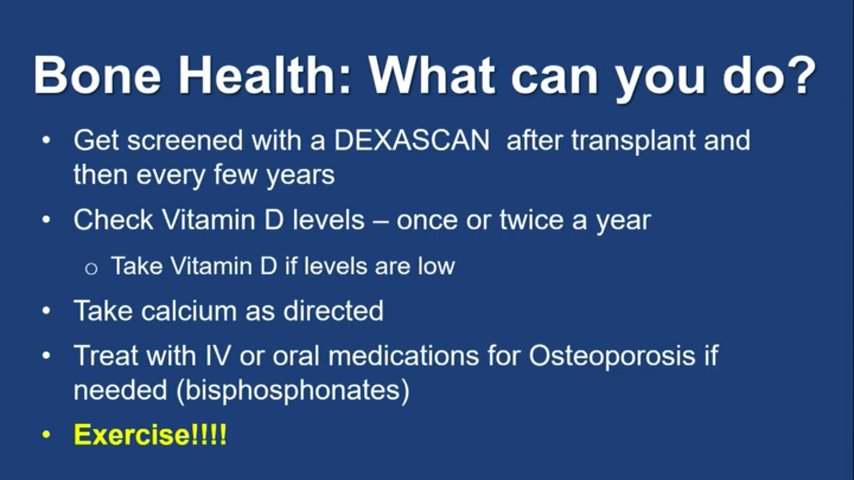 Bone Health: What can you do?
• Get screened with a DEXASCAN after transplant and
then every few years
• Check Vitamin D levels – once or twice a year
o Take Vitamin D if levels are low
• Take calcium as directed
• Treat with IV or oral medications for Osteoporosis if
needed (bisphosphonates)
• Exercise!!!!